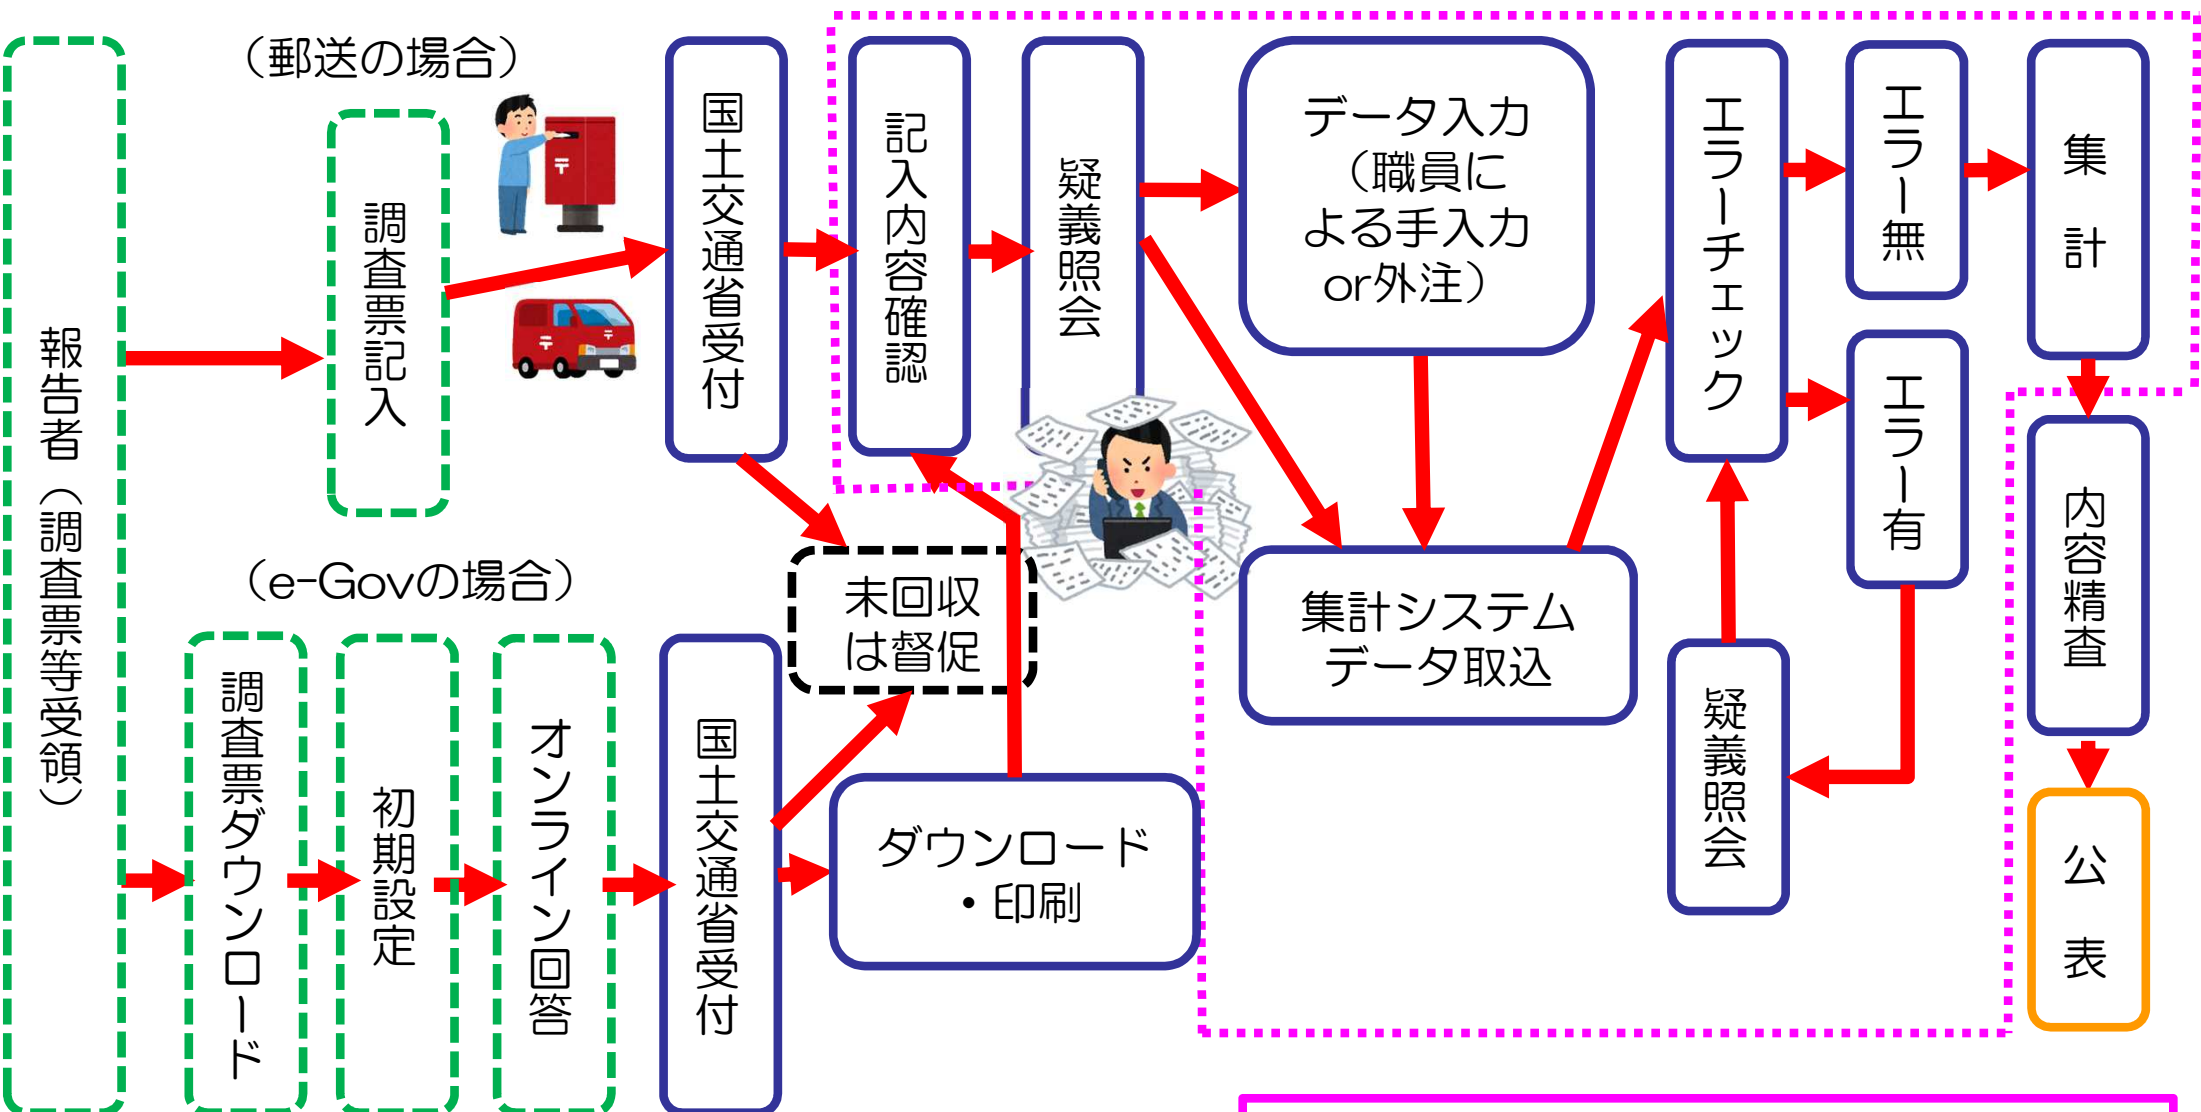 報告者（調査票等受領）
（郵送の場合）
調査票記入
国土交通省受付
記入内容確認
疑義照会
データ入力
（職員に
よる手入力
or外注）
エラーチェック
エラー無
集計
エラー有
内容精査
公表
集計システム
データ取込
疑義照会
未回収
は督促
（e-Govの場合）
調査票ダウンロード
初期設定
オンライン回答
国土交通省受付
ダウンロード
・印刷